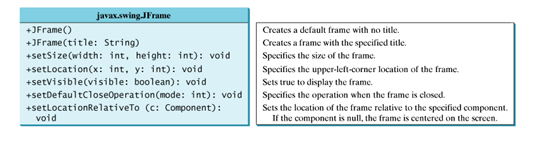 javax.swing.JFrame
+JFrame()
+JFrame(title: String)
+setSize(width: int, height: int): void
+setLocation(x: int, y: int): void
+setVisible(visible: boolean): void
+setDefaultCloseOperation(mode: int): void
+setLocationRelativeTo (c: Component):
void
Creates a default frame with no title.
Creates a frame with the specified title.
Specifies the size of the frame.
Specifies the upper-left-corner location of the frame.
Sets true to display the frame.
Specifies the operation when the frame is closed.
Sets the location of the frame relative to the specified component.
If the component is null, the frame is centered on the screen.